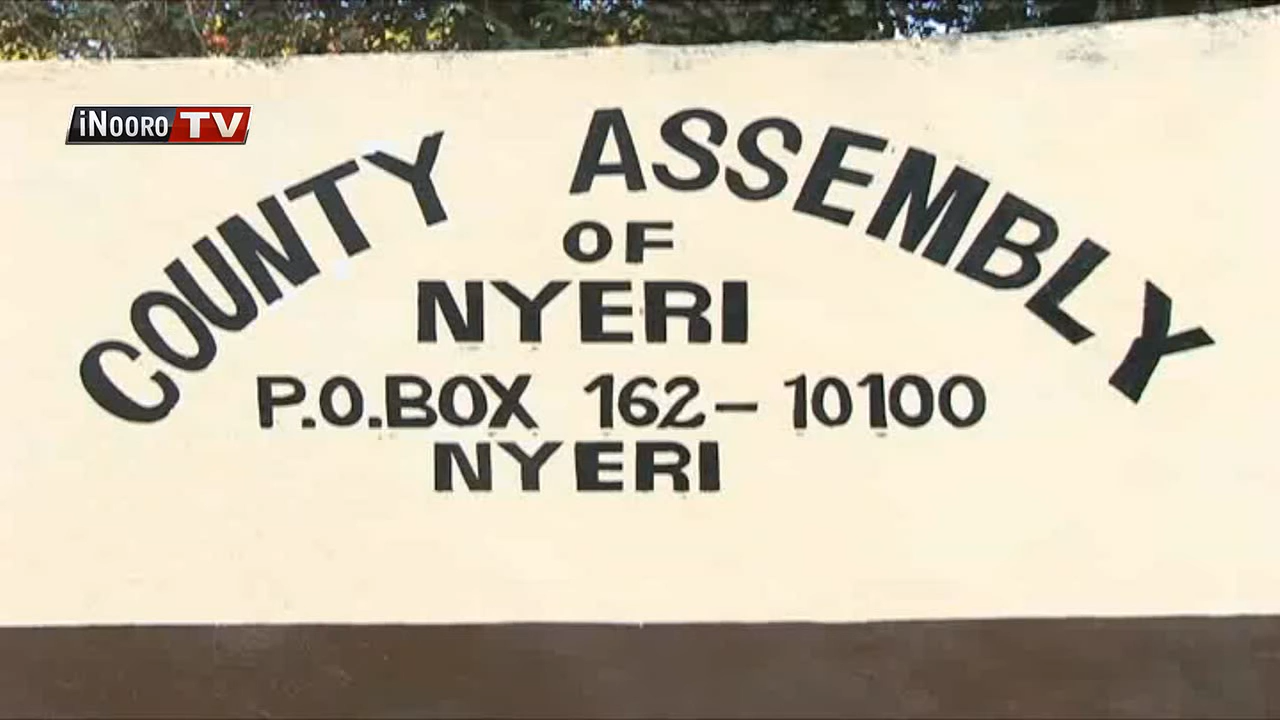 iNOORO TV
COUNTY ASSEMBLY
OF
NYERI
P.O.BOX 162-10100
NYERI